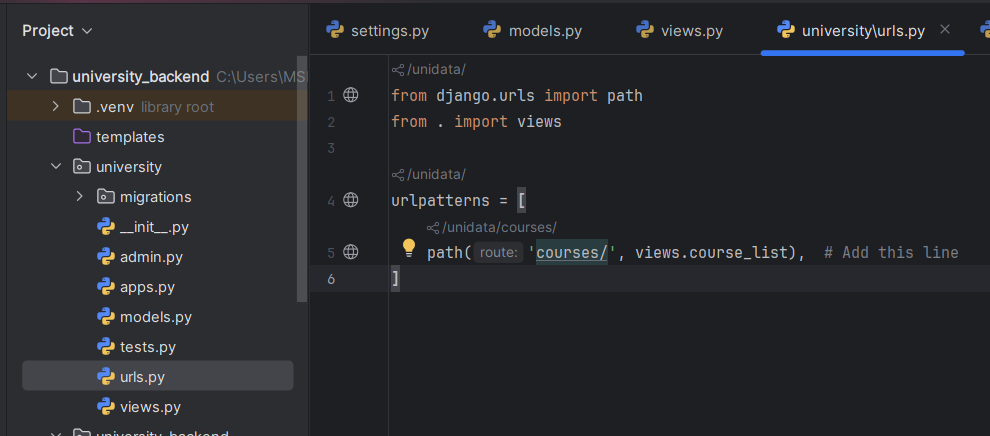 Project
university_backend C:\Users\MS
.venv library root
templates
university
migrations
__init__.py
admin.py
apps.py
models.py
tests.py
urls.py
views.py
university_backend
settings.py models.py views.py university\urls.py
/unidata/
1 from django.urls import path
2 from . import views
3
/unidata/
4 urlpatterns = [
/unidata/courses/
5 path( route: 'courses/', views.course_list),  # Add this line
6 ]